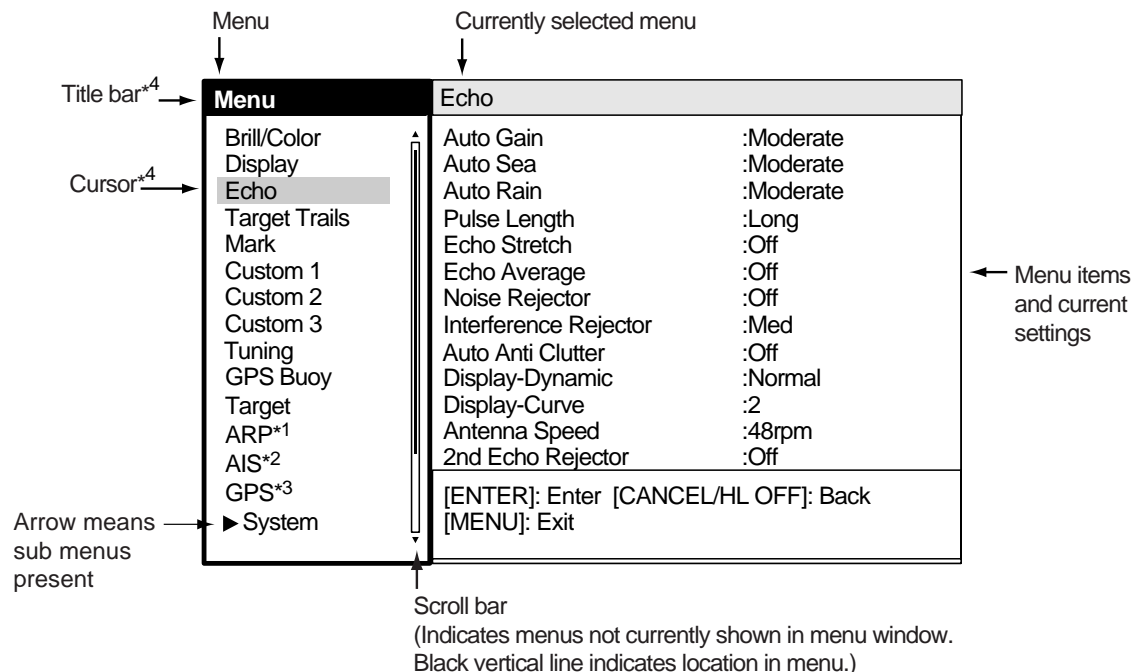 Menu
Currently selected menu
Title bar*4
Menu
Echo
Brill/Color
Display
Cursor*4
Echo
Target Trails
Mark
Custom 1
Custom 2
Custom 3
Tuning
GPS Buoy
Target
ARP*1
AIS*2
GPS*3
▶ System
Auto Gain :Moderate
Auto Sea :Moderate
Auto Rain :Moderate
Pulse Length :Long
Echo Stretch :Off
Echo Average :Off
Noise Rejector :Off
Interference Rejector :Med
Auto Anti Clutter :Off
Display-Dynamic :Normal
Display-Curve :2
Antenna Speed :48rpm
2nd Echo Rejector :Off
[ENTER]: Enter [CANCEL/HL OFF]: Back
[MENU]: Exit
Menu items
and current
settings
Arrow means
sub menus
present
Scroll bar
(Indicates menus not currently shown in menu window.
Black vertical line indicates location in menu.)